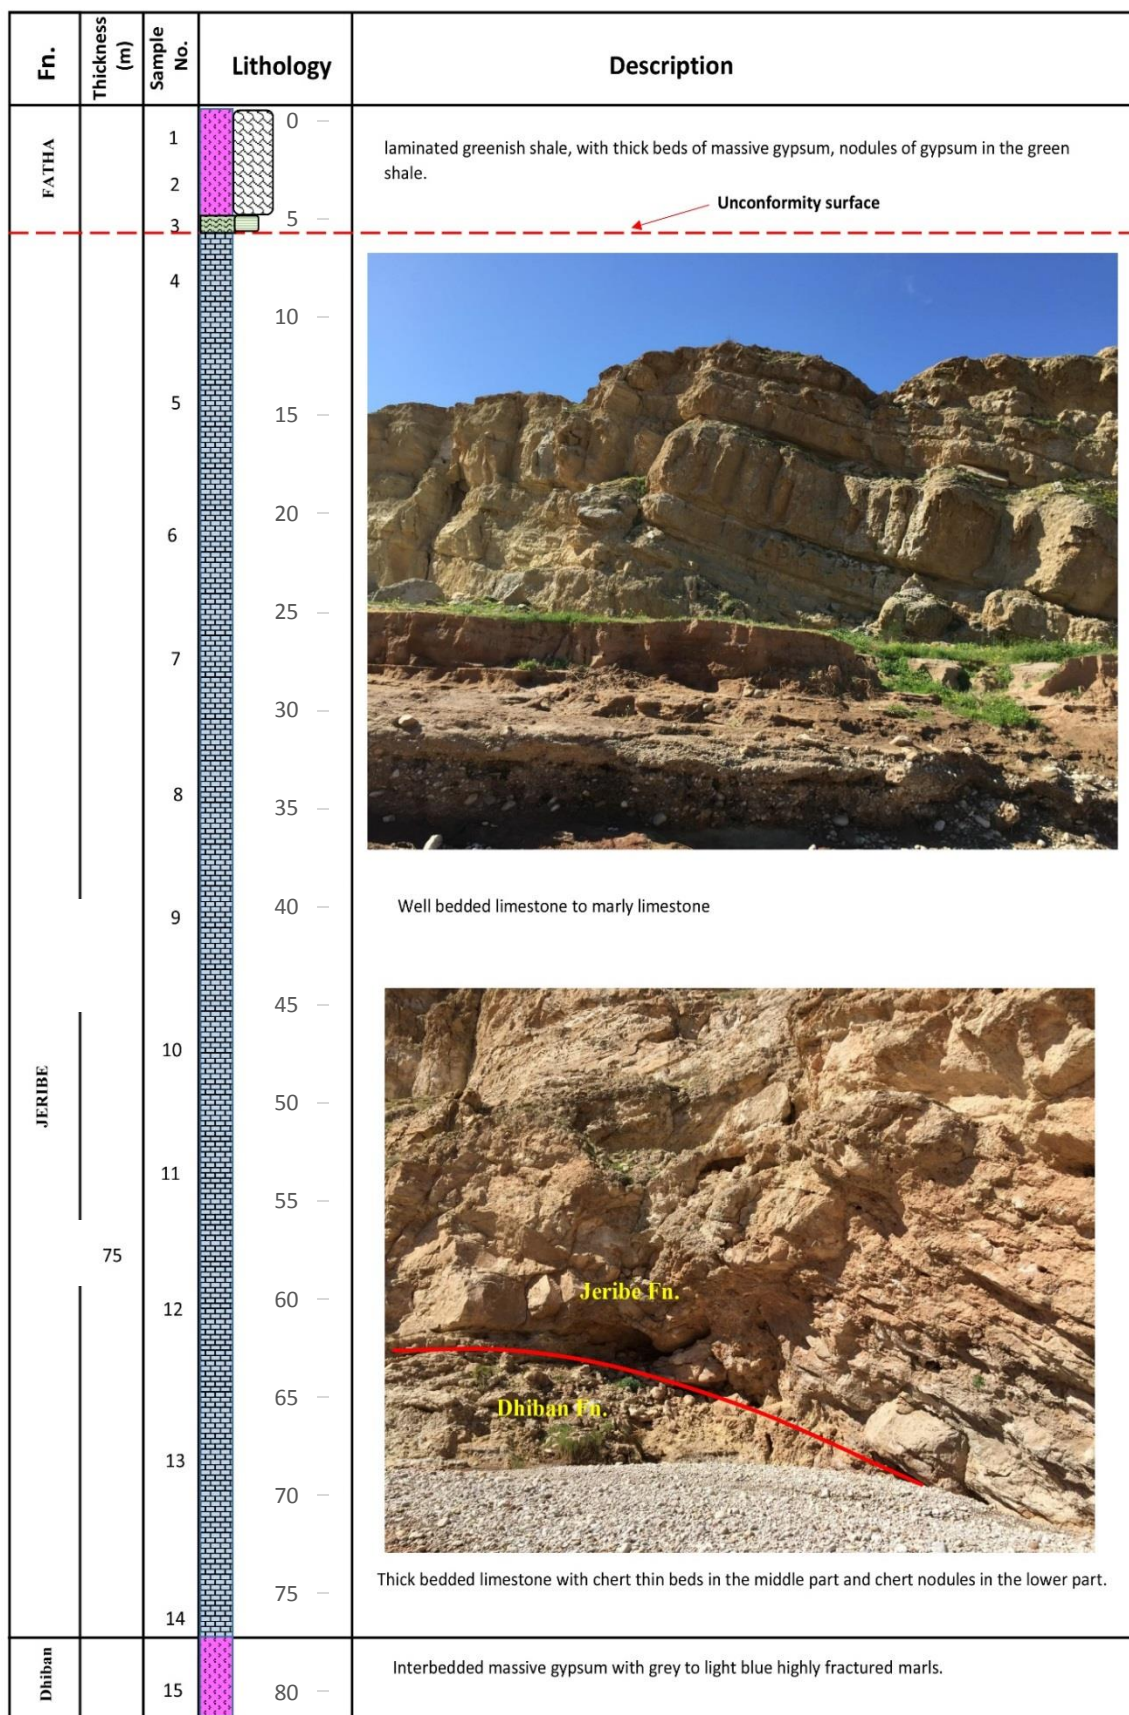 Fn.
Thickness
(m)
Sample
No.
Lithology
Description
FATHA
1
0
laminated greenish shale, with thick beds of massive gypsum, nodules of gypsum in the green
shale.
2
3
5
Unconformity surface
4
10
5
15
20
6
25
7
30
8
35
40
9
Well bedded limestone to marly limestone
45
10
JERIBE
50
11
55
75
12
60
Jeribe Fn.
65
Dhiban Fn.
13
70
Thick bedded limestone with chert thin beds in the middle part and chert nodules in the lower part.
75
14
Dhiban
Interbedded massive gypsum with grey to light blue highly fractured marls.
15
80